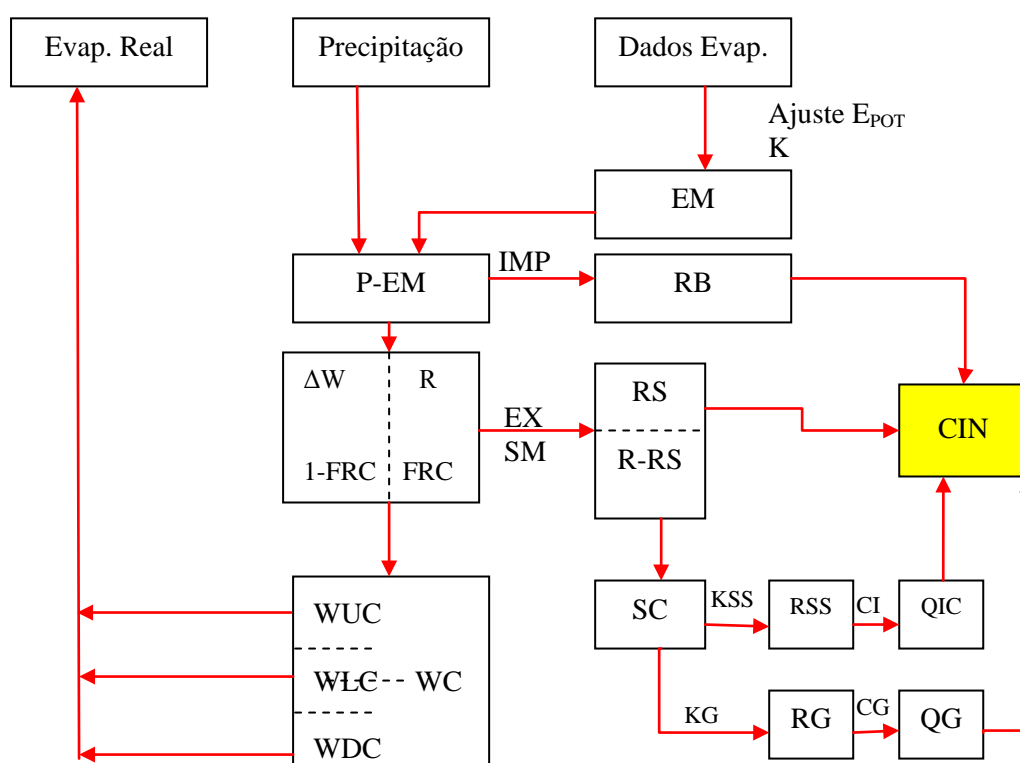 Evap. Real
Precipitação
Dados Evap.
Ajuste E_POT
K
EM
P-EM
IMP
RB
ΔW
R
1-FRC
FRC
EX
SM
RS
R-RS
CIN
WUC
WLC
WC
WDC
SC
KSS
RSS
CI
QIC
KG
RG
CG
QG